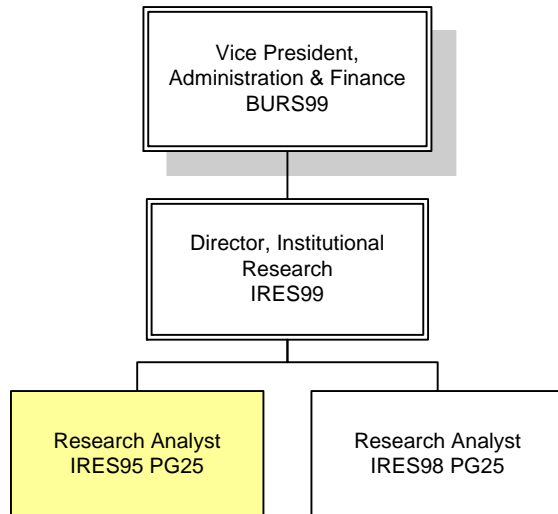 Vice President,
Administration & Finance
BURS99
Director, Institutional
Research
IRES99
Research Analyst
IRES95 PG25
Research Analyst
IRES98 PG25